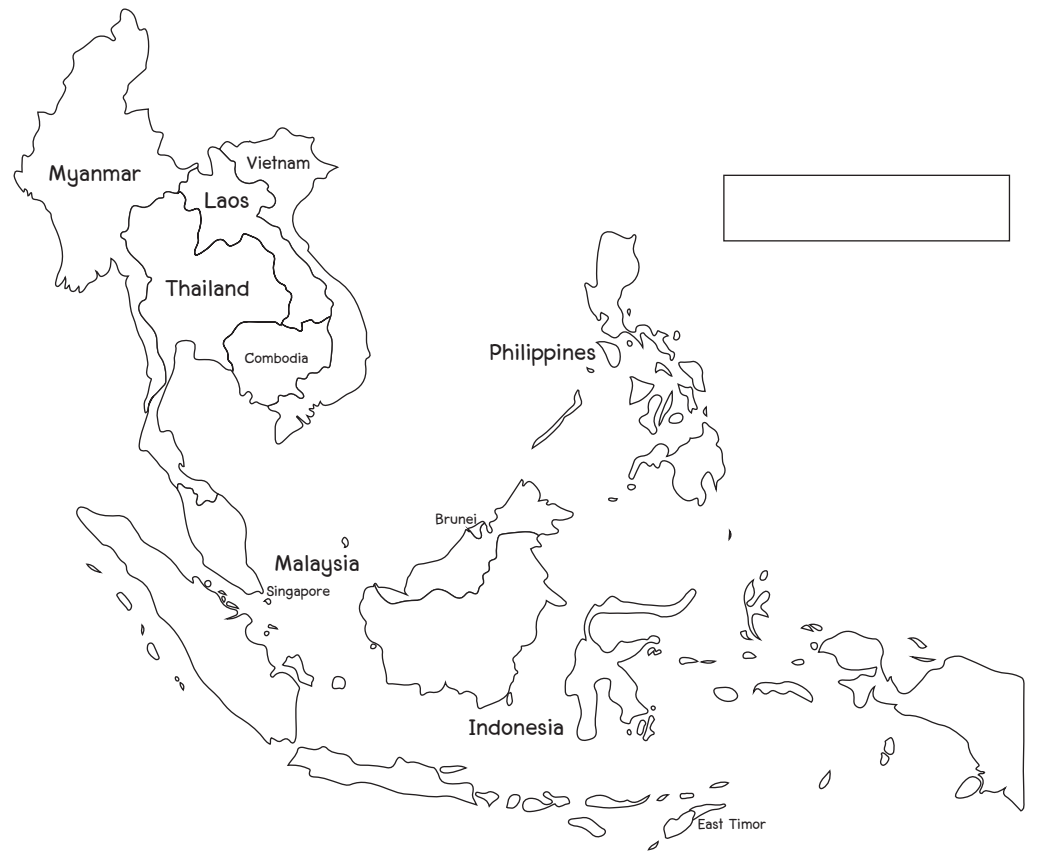 Vietnam
Myanmar
Laos
Thailand
Philippines
Combodia
Brunei
Malaysia
Singapore
Indonesia
East Timor